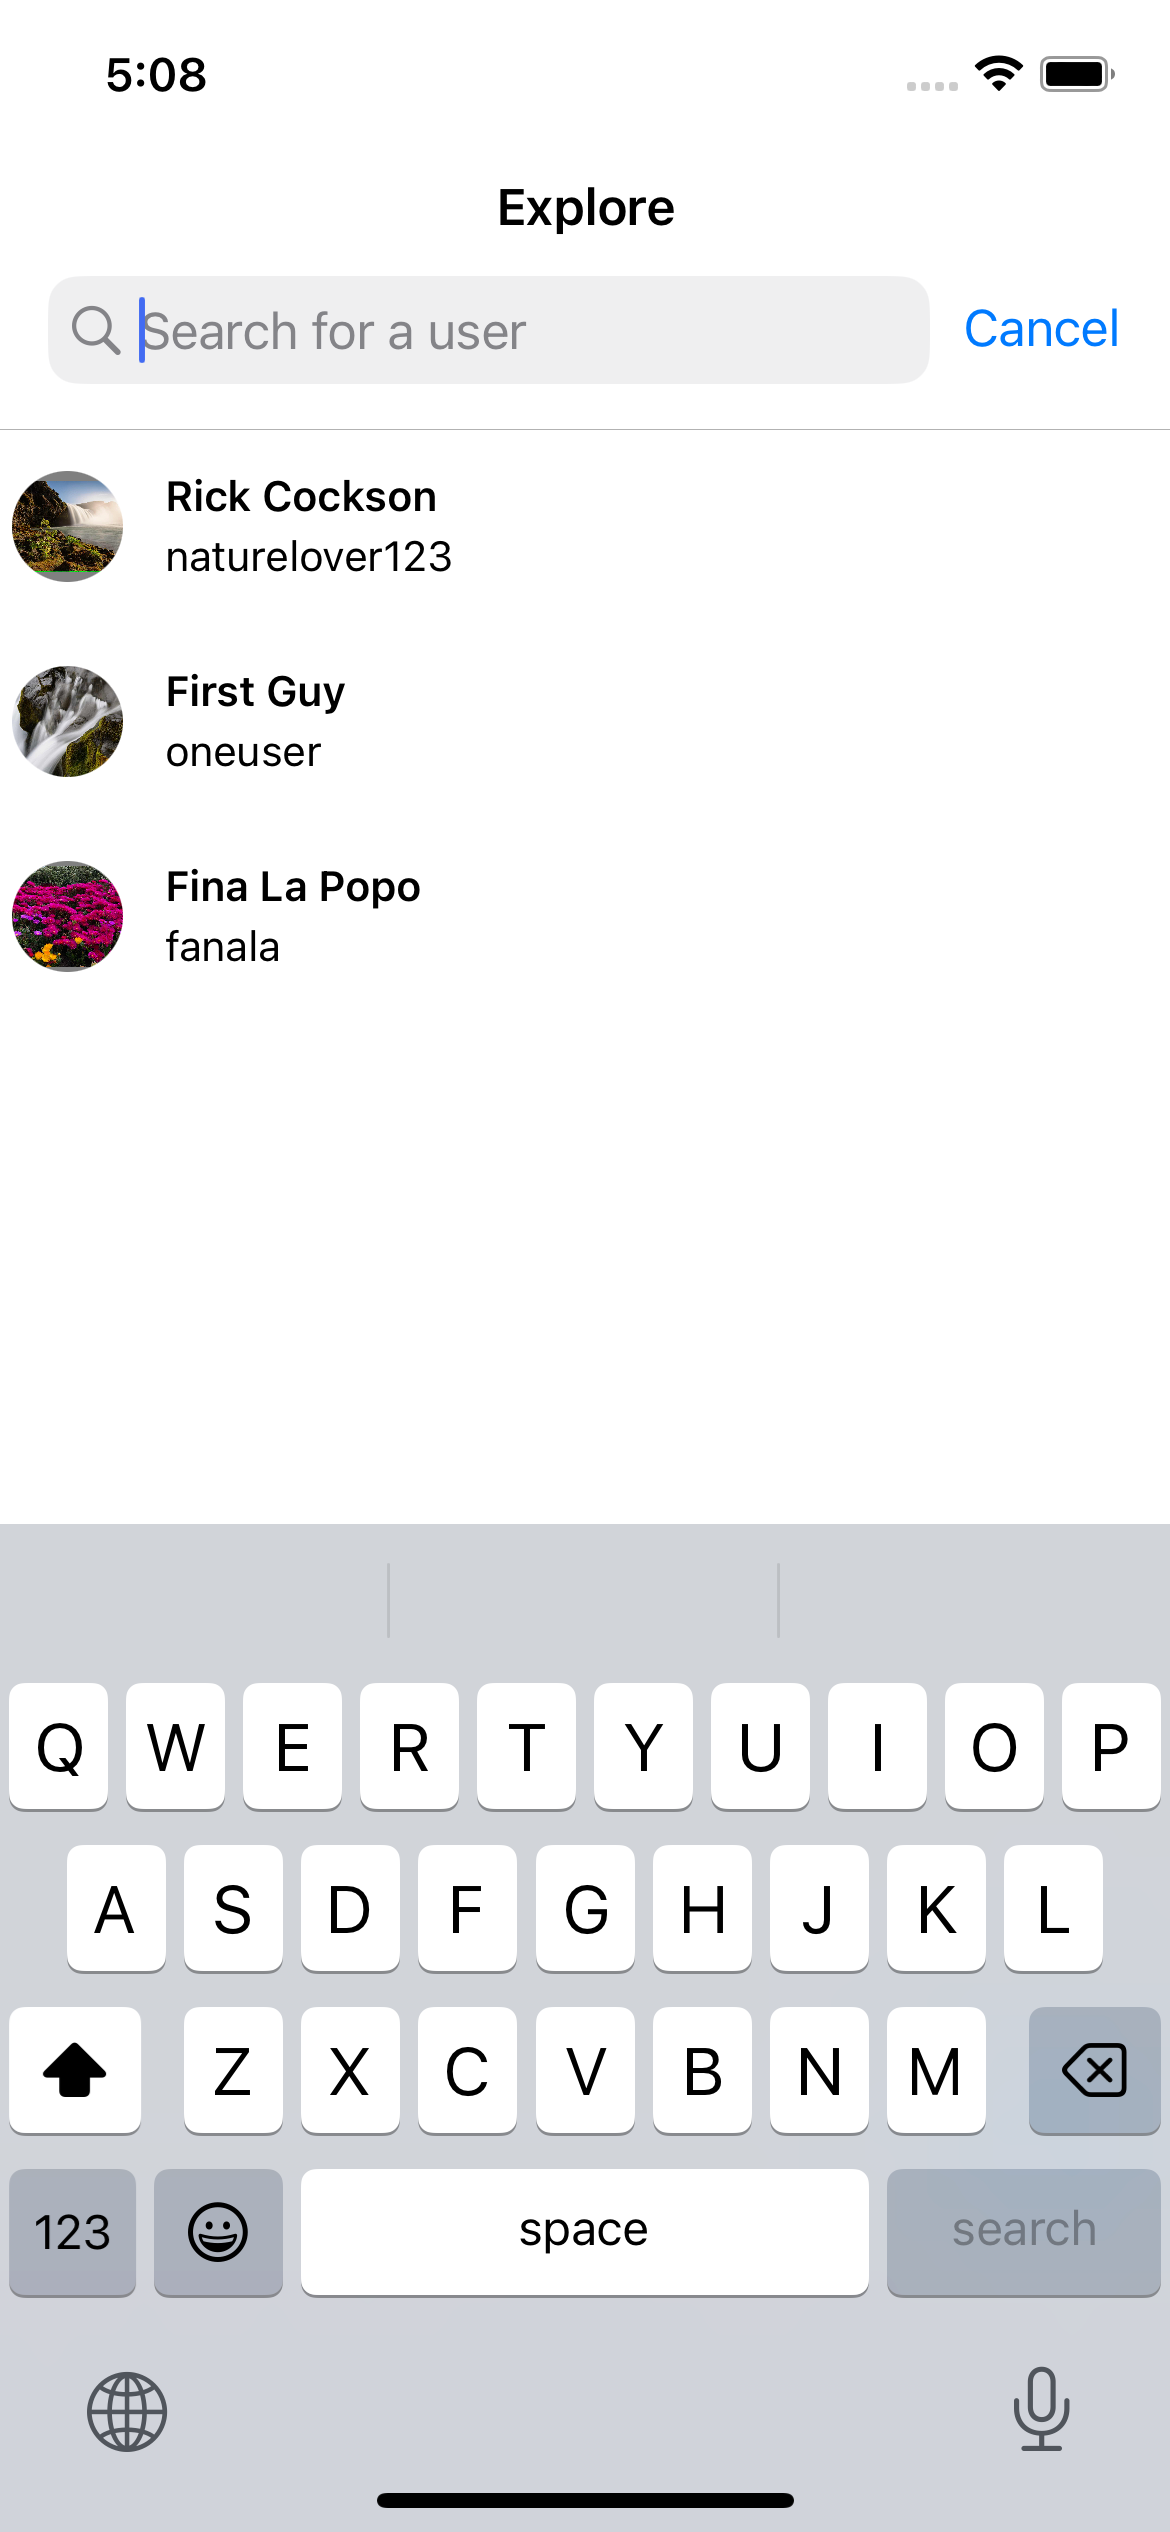 5:08
Explore
Search for a user
Cancel
Rick Cockson
naturelover123
First Guy
oneuser
Fina La Popo
fanala
Q W E R T Y U I O P
A S D F G H J K L
Z X C V B N M
123 space search